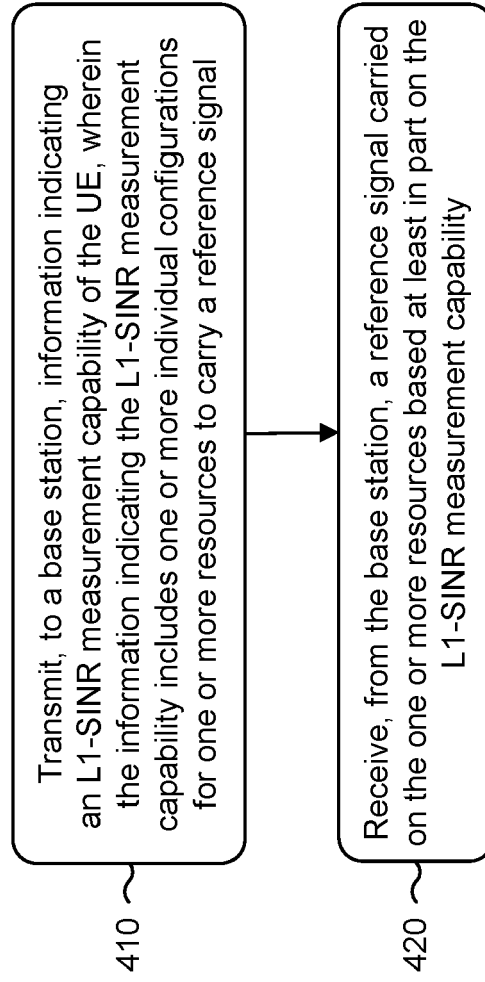 410
Transmit, to a base station, information indicating
an L1-SINR measurement capability of the UE, wherein
the information indicating the L1-SINR measurement
capability includes one or more individual configurations
for one or more resources to carry a reference signal
420
Receive, from the base station, a reference signal carried
on the one or more resources based at least in part on the
L1-SINR measurement capability